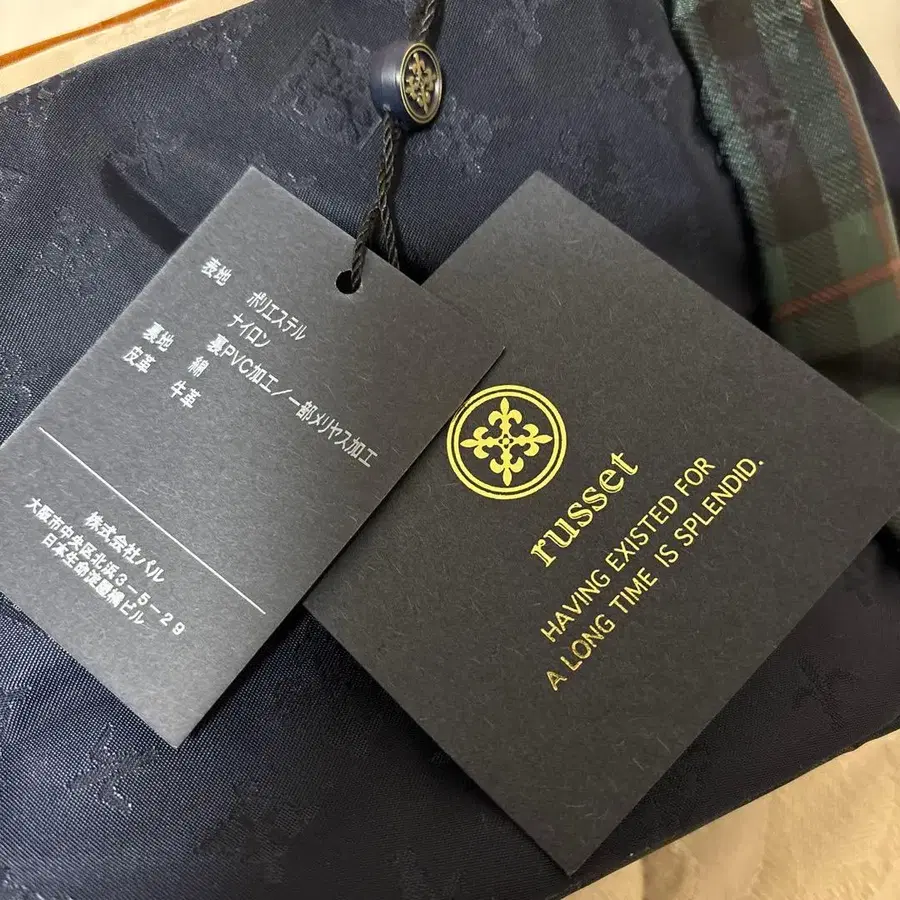 表地 ポリエステル
ナイロン
裏PVC加工/一部メリヤス加工
裏地 綿
皮革 牛革
株式会社パル
大阪市中央区北浜3-5-29
日本生命淀屋橋ビル
russet
HAVING EXISTED FOR
A LONG TIME IS SPLENDID.